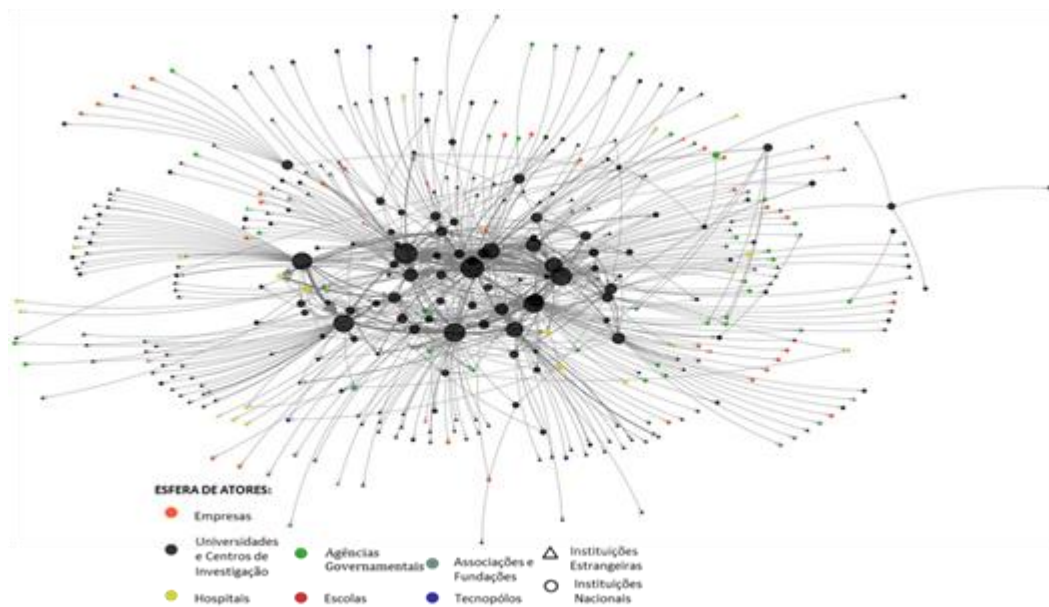 ESFERA DE ATORES:
Empresas
Universidades
e Centros de
Investigação
Agências
Governamentais
Associações e
Fundações
Instituições
Estrangeiras
Instituições
Nacionais
Hospitais
Escolas
Tecnopólos